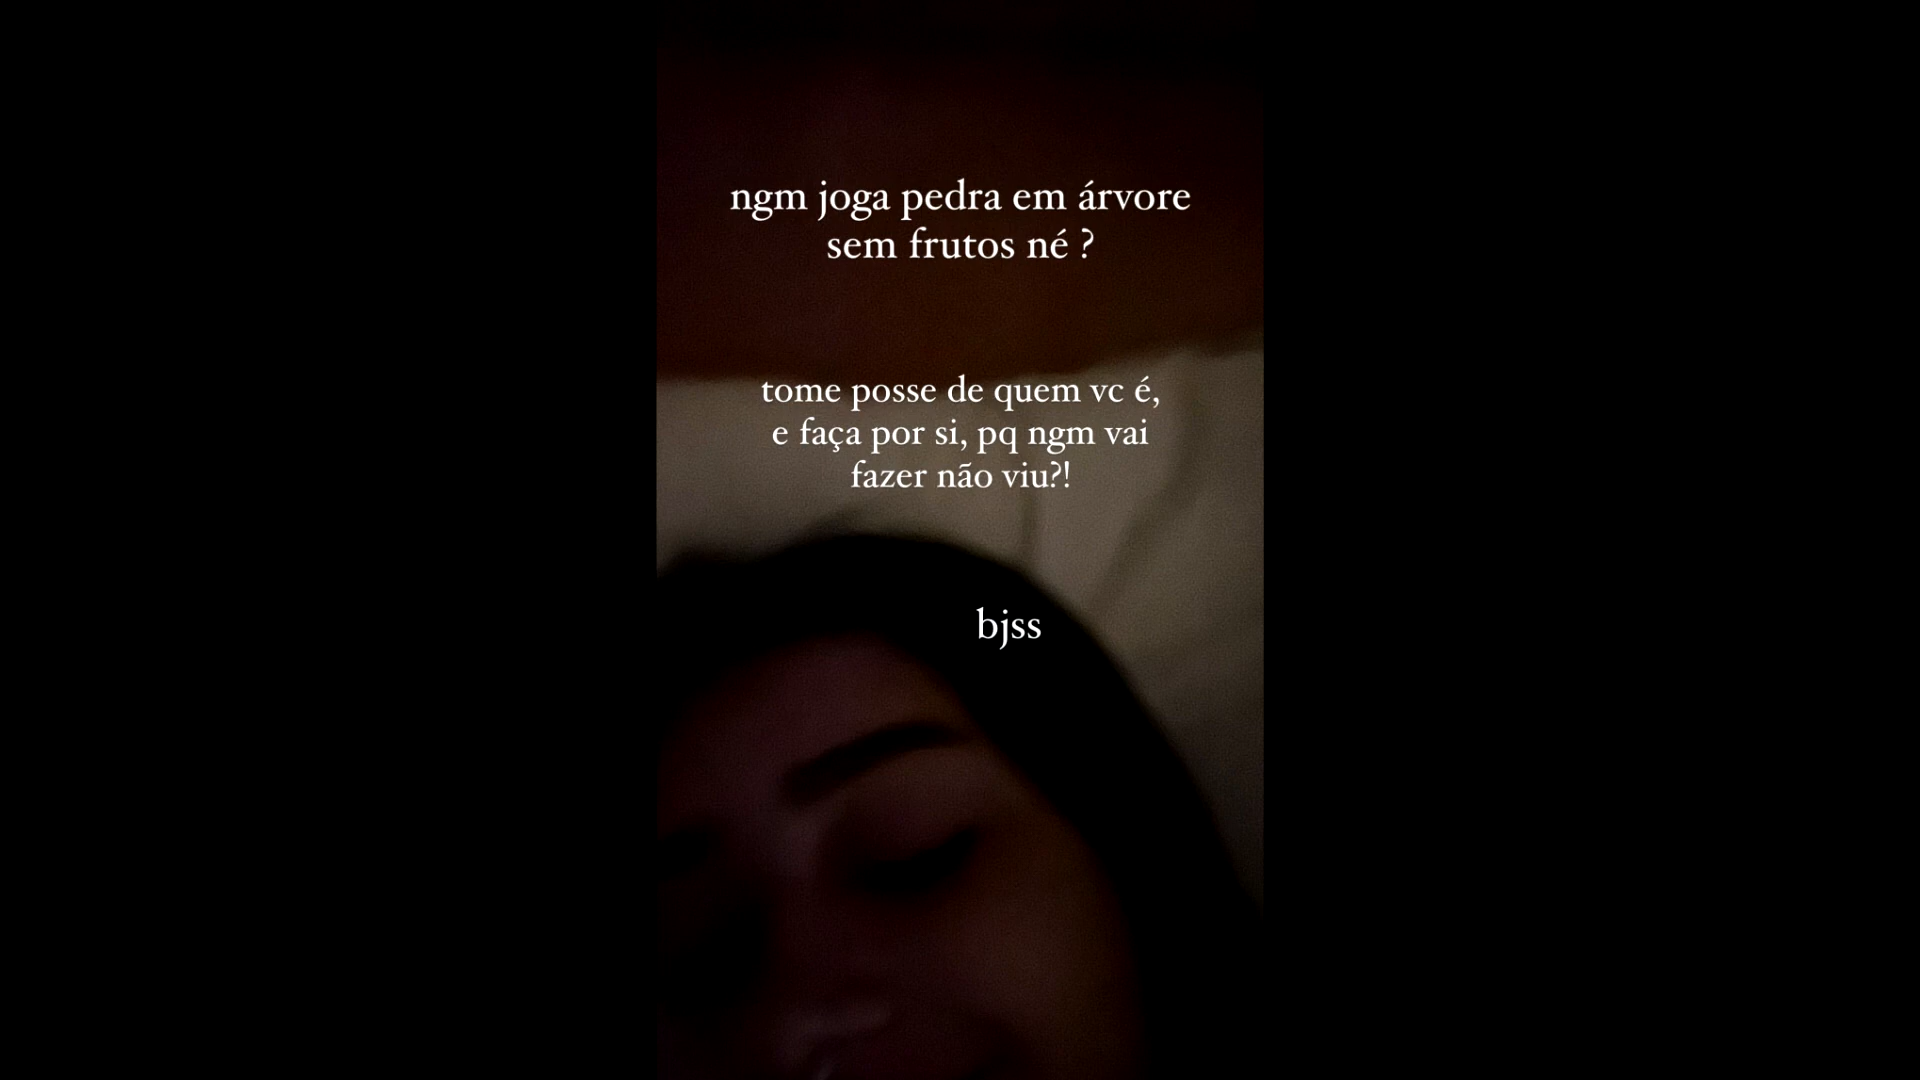 ngm joga pedra em árvore
sem frutos né ?
tome posse de quem vc é,
e faça por si, pq ngm vai
fazer não viu?!
bjss